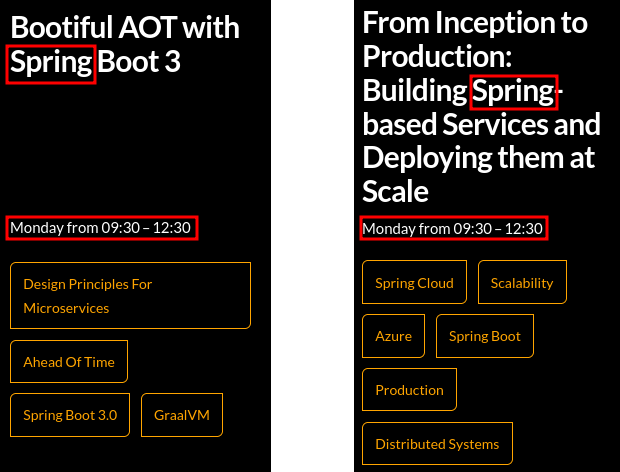 Bootiful AOT with
Spring Boot 3
Monday from 09:30 – 12:30
Design Principles For
Microservices
Ahead Of Time
Spring Boot 3.0
GraalVM
From Inception to
Production:
Building Spring-
based Services and
Deploying them at
Scale
Monday from 09:30 – 12:30
Spring Cloud
Scalability
Azure
Spring Boot
Production
Distributed Systems